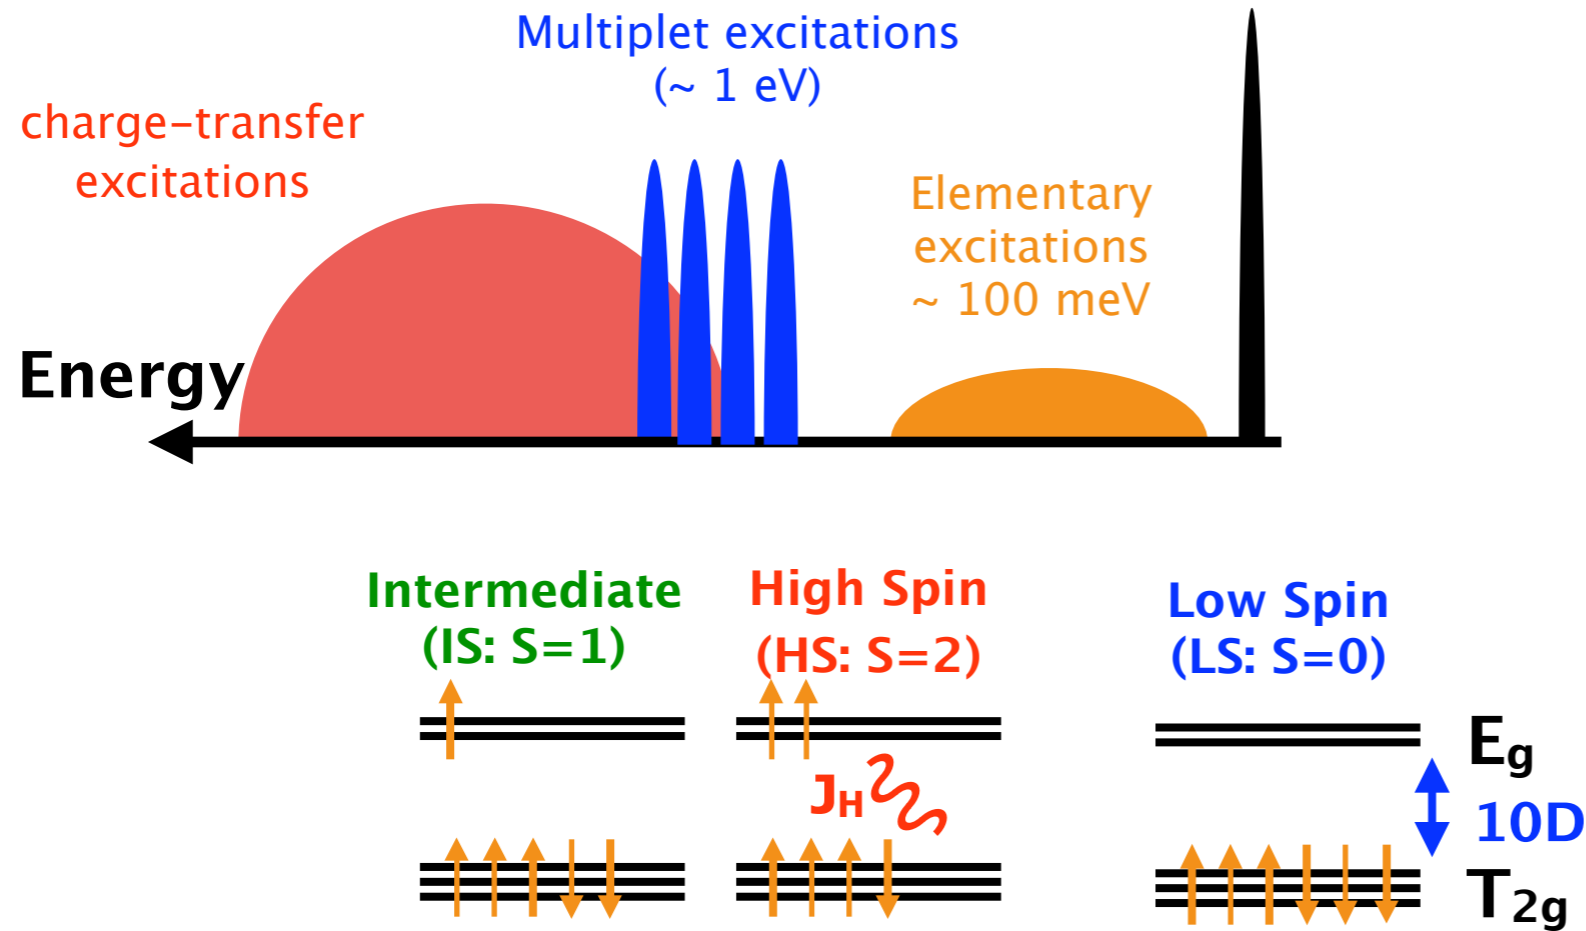 Multiplet excitations
(~ 1 eV)
charge-transfer
excitations
Elementary
excitations
~ 100 meV
Energy
Intermediate
(IS: S=1)
High Spin
(HS: S=2)
Low Spin
(LS: S=0)
Eg
JH
10D
T2g